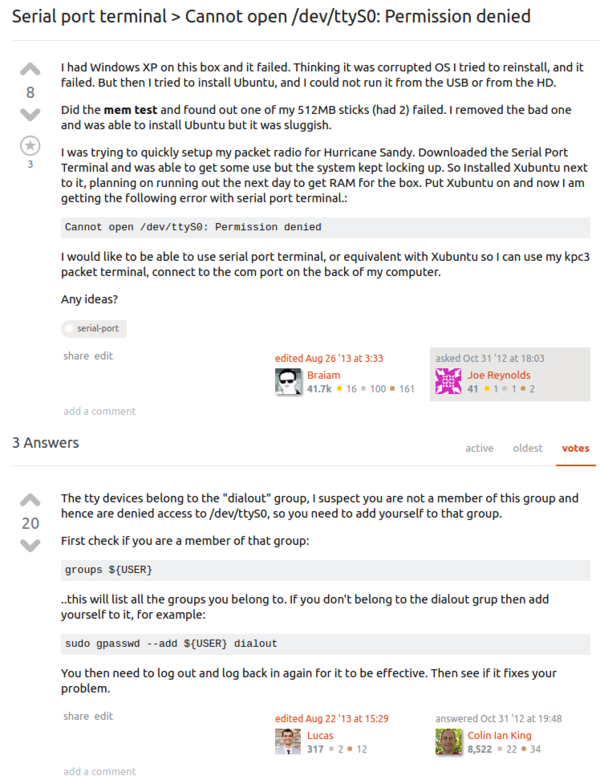 Serial port terminal > Cannot open /dev/ttyS0: Permission denied
I had Windows XP on this box and it failed. Thinking it was corrupted OS I tried to reinstall, and it
failed. But then I tried to install Ubuntu, and I could not run it from the USB or from the HD.
8
Did the mem test and found out one of my 512MB sticks (had 2) failed. I removed the bad one
and was able to install Ubuntu but it was sluggish.
3
I was trying to quickly setup my packet radio for Hurricane Sandy. Downloaded the Serial Port
Terminal and was able to get some use but the system kept locking up. So Installed Xubuntu next
to it, planning on running out the next day to get RAM for the box. Put Xubuntu on and now I am
getting the following error with serial port terminal.:
Cannot open /dev/ttyS0: Permission denied
I would like to be able to use serial port terminal, or equivalent with Xubuntu so I can use my kpc3
packet terminal, connect to the com port on the back of my computer.
Any ideas?
serial-port
share edit
edited Aug 26 '13 at 3:33
Braiam
41.7k 16 100 161
asked Oct 31 '12 at 18:03
Joe Reynolds
41 1 1 2
add a comment
3 Answers
active oldest votes
The tty devices belong to the "dialout" group, I suspect you are not a member of this group and
hence are denied access to /dev/ttyS0, so you need to add yourself to that group.
20
First check if you are a member of that group:
groups ${USER}
..this will list all the groups you belong to. If you don't belong to the dialout grup then add
yourself to it, for example:
sudo gpasswd --add ${USER} dialout
You then need to log out and log back in again for it to be effective. Then see if it fixes your
problem.
share edit
edited Aug 22 '13 at 15:29
Lucas
317 2 12
answered Oct 31 '12 at 19:48
Colin Ian King
8,522 22 34
add a comment